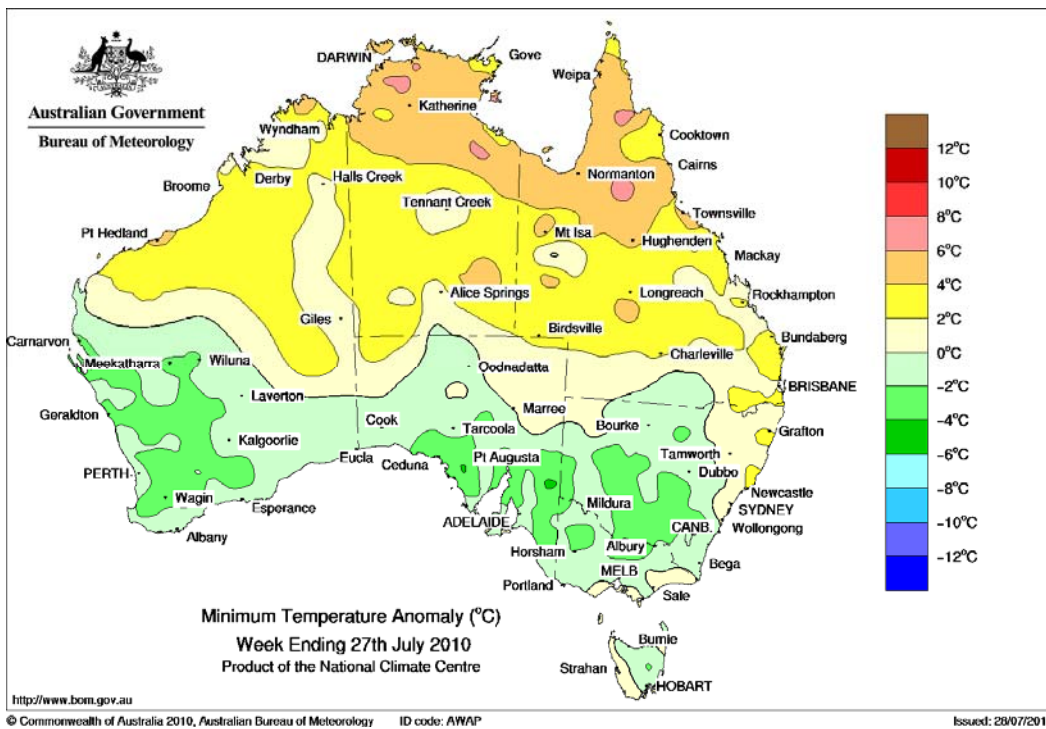 Australian Government
Bureau of Meteorology
DARWIN
Gove
Weipa
Katherine
Wyndham
Cooktown
Cairns
Broome
Derby
Halls Creek
Normanton
Tennant Creek
Townsville
Pt Hedland
Mt Isa
Hughenden
Mackay
Alice Springs
Longreach
Rockhampton
Giles
Birdsville
Bundaberg
Carnarvon
Meekatharra
Wiluna
Charleville
Oodnadatta
BRISBANE
Laverton
Marree
Geraldton
Cook
Tarcoola
Bourke
Grafton
Kalgoorlie
Eucla
Ceduna
Pt Augusta
Tamworth
Dubbo
PERTH
Newcastle
Wagin
Esperance
Mildura
SYDNEY
ADELAIDE
CANB.
Wollongong
Albany
Horsham
Albury
Bega
Portland
MELB
Sale
Burnie
Strahan
HOBART
12°C
10°C
8°C
6°C
4°C
2°C
0°C
-2°C
-4°C
-6°C
-8°C
-10°C
-12°C
Minimum Temperature Anomaly (°C)
Week Ending 27th July 2010
Product of the National Climate Centre
http://www.bom.gov.au
© Commonwealth of Australia 2010, Australian Bureau of Meteorology ID code: AWAP Issued: 28/07/201